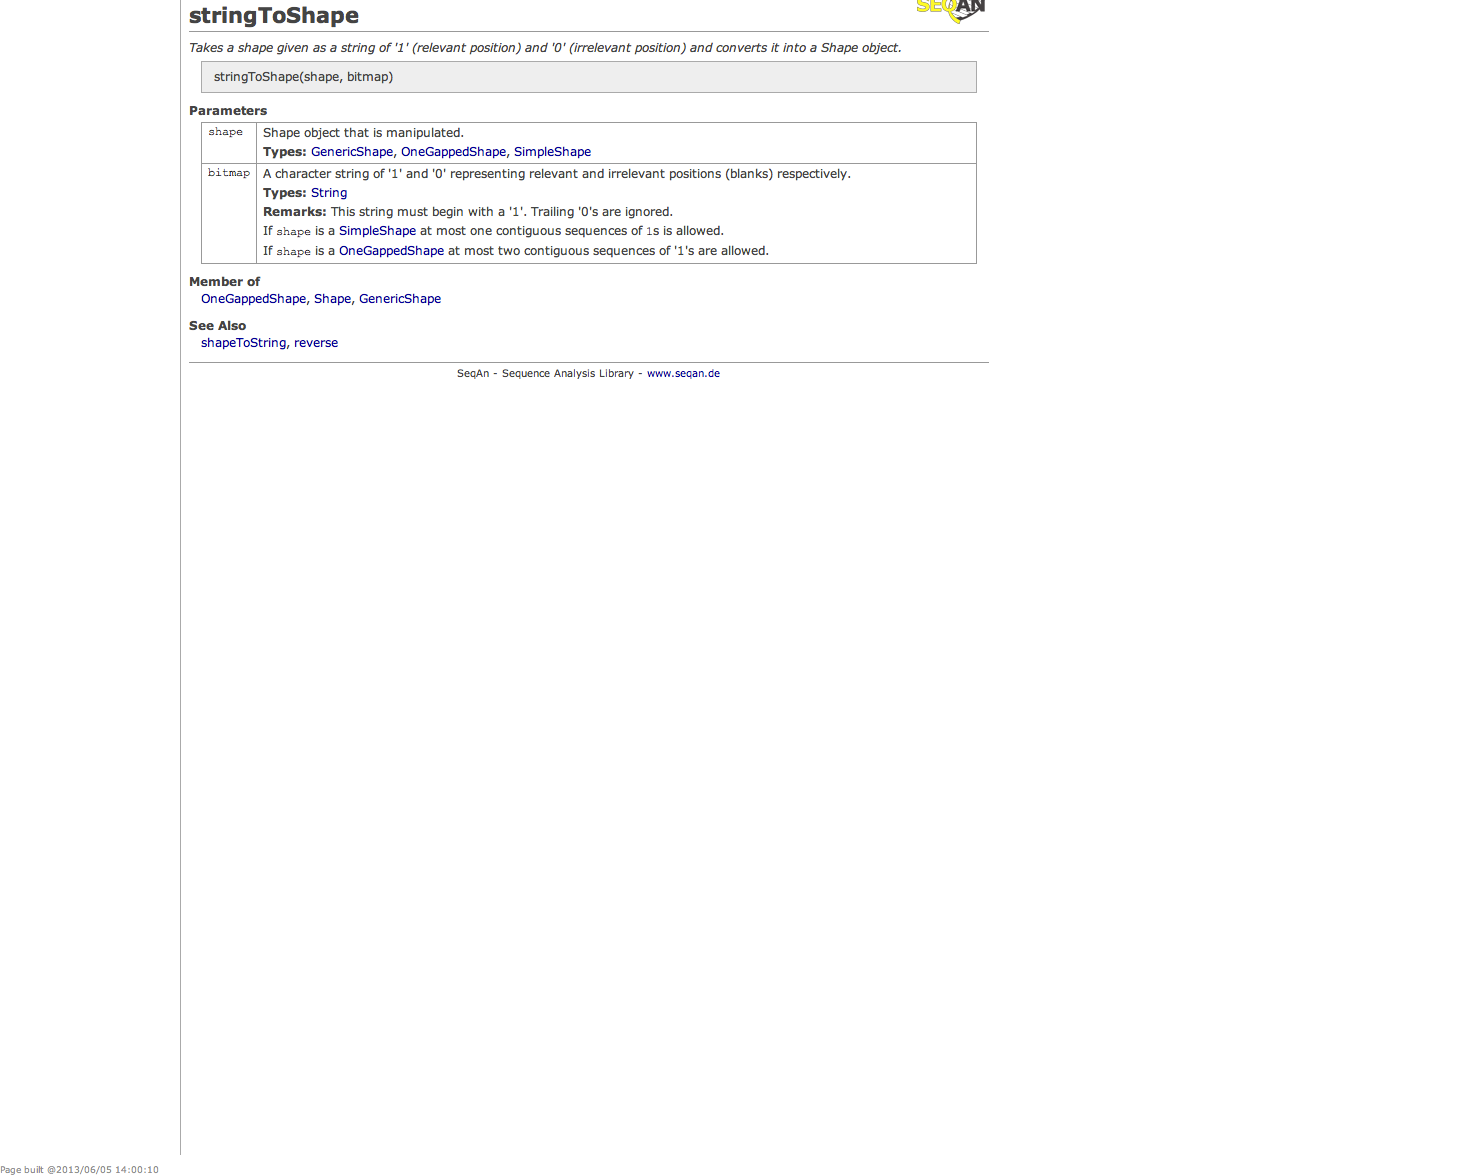 stringToShape
SEQAN
Takes a shape given as a string of '1' (relevant position) and '0' (irrelevant position) and converts it into a Shape object.
stringToShape(shape, bitmap)
Parameters
shape
Shape object that is manipulated.
Types: GenericShape, OneGappedShape, SimpleShape
bitmap
A character string of '1' and '0' representing relevant and irrelevant positions (blanks) respectively.
Types: String
Remarks: This string must begin with a '1'. Trailing '0's are ignored.
If shape is a SimpleShape at most one contiguous sequences of 1s is allowed.
If shape is a OneGappedShape at most two contiguous sequences of '1's are allowed.
Member of
OneGappedShape, Shape, GenericShape
See Also
shapeToString, reverse
SeqAn - Sequence Analysis Library - www.seqan.de
Page built @2013/06/05 14:00:10